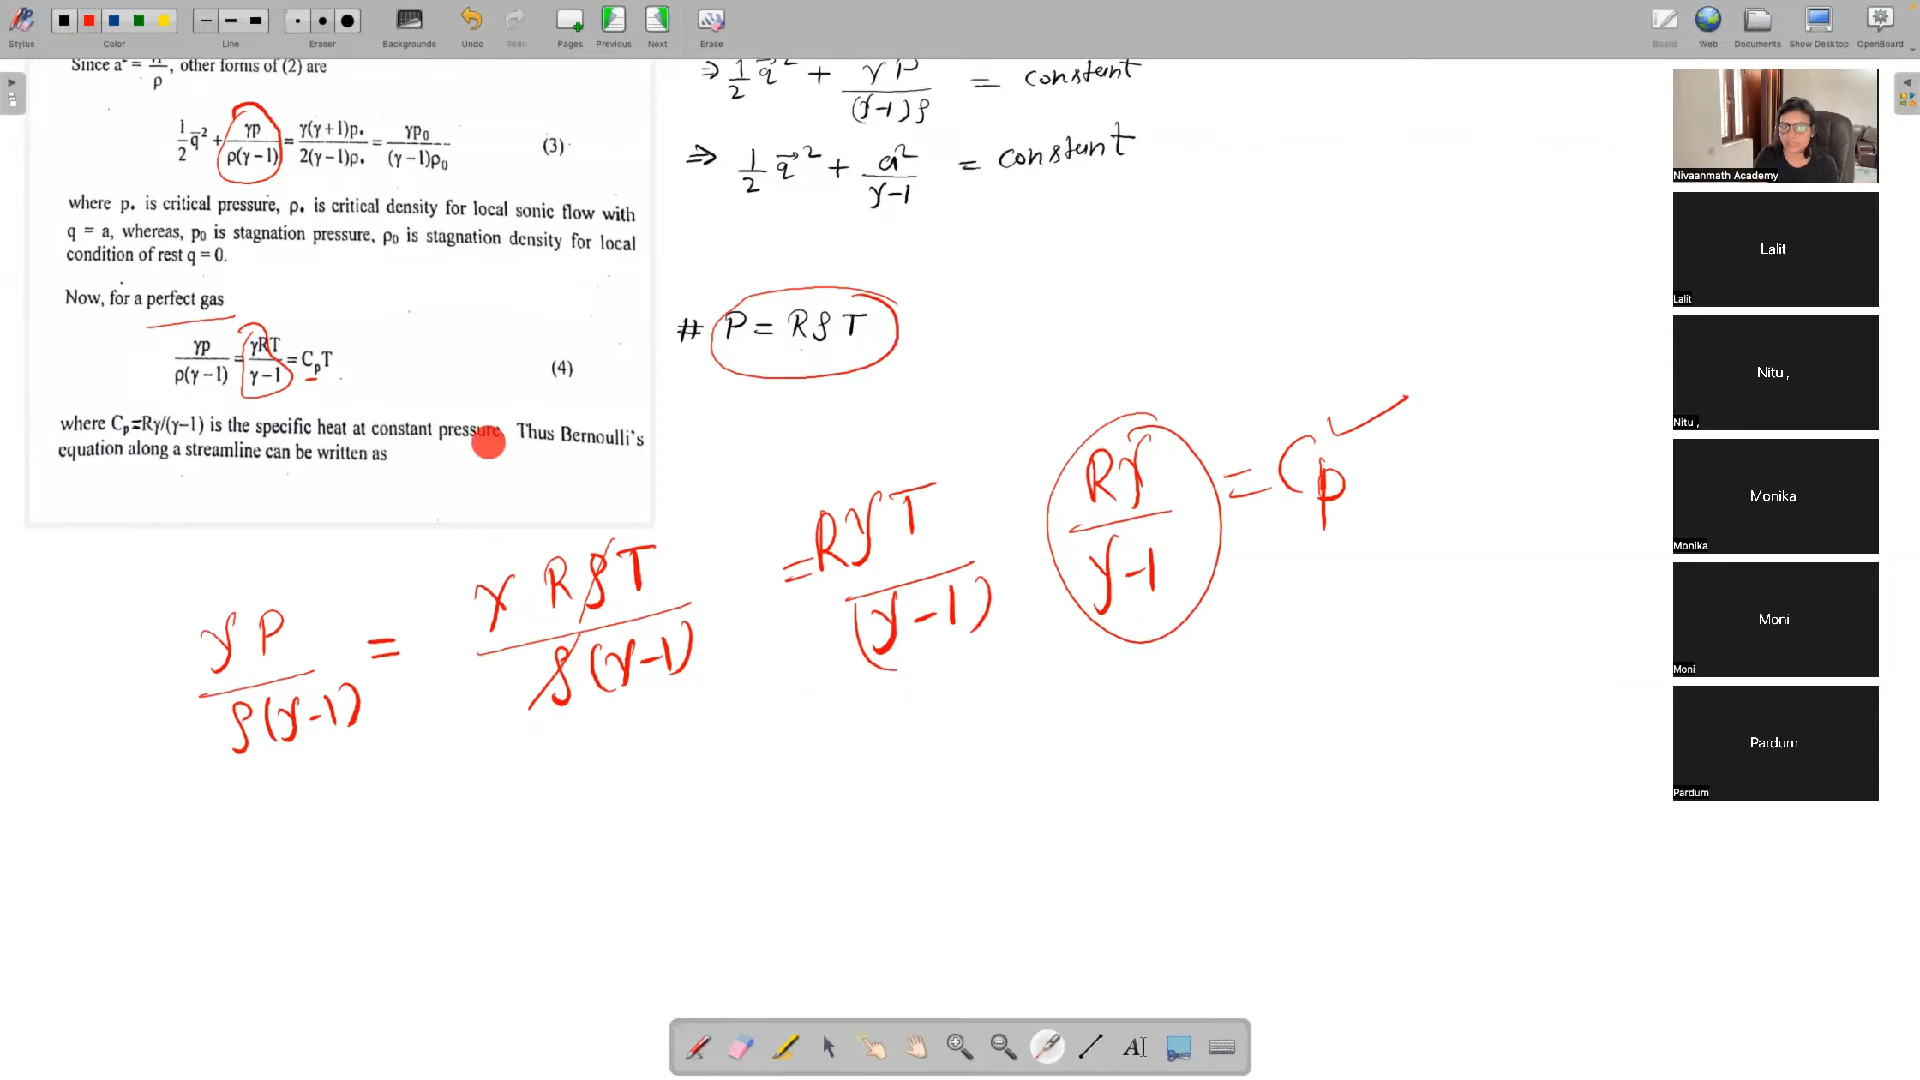 Stylus
Color
Line
Eraser
Backgrounds
Undo
Redo
Pages
Previous
Next
Erase
Board
Web
Documents
Show Desktop
OpenBoard
Since a² = , other forms of (2) are
ρ
1/2 q̄² + γp/ρ(γ−1) = γ(γ+1)p*/2(γ−1)ρ* = γp₀/(γ−1)ρ₀ (3)
where p* is critical pressure, ρ* is critical density for local sonic flow with
q = a, whereas, p₀ is stagnation pressure, ρ₀ is stagnation density for local
condition of rest q = 0.
Now, for a perfect gas
γp/ρ(γ−1) = γRT/γ−1 = CpT (4)
where Cp=Rγ/(γ−1) is the specific heat at constant pressure. Thus Bernoulli's
equation along a streamline can be written as
⇒ 1/2 q⃗² + γP/(γ−1)ρ = constant
⇒ 1/2 q⃗² + a²/γ−1 = constant
# P = RρT
Rγ/γ−1 = Cp
γP/ρ(γ−1) = γRρT/ρ(γ−1) = RγT/(γ−1)
Nivaanmath Academy
Lalit
Lalit
Nitu ,
Nitu ,
Monika
Monika
Moni
Moni
Pardum
Pardum